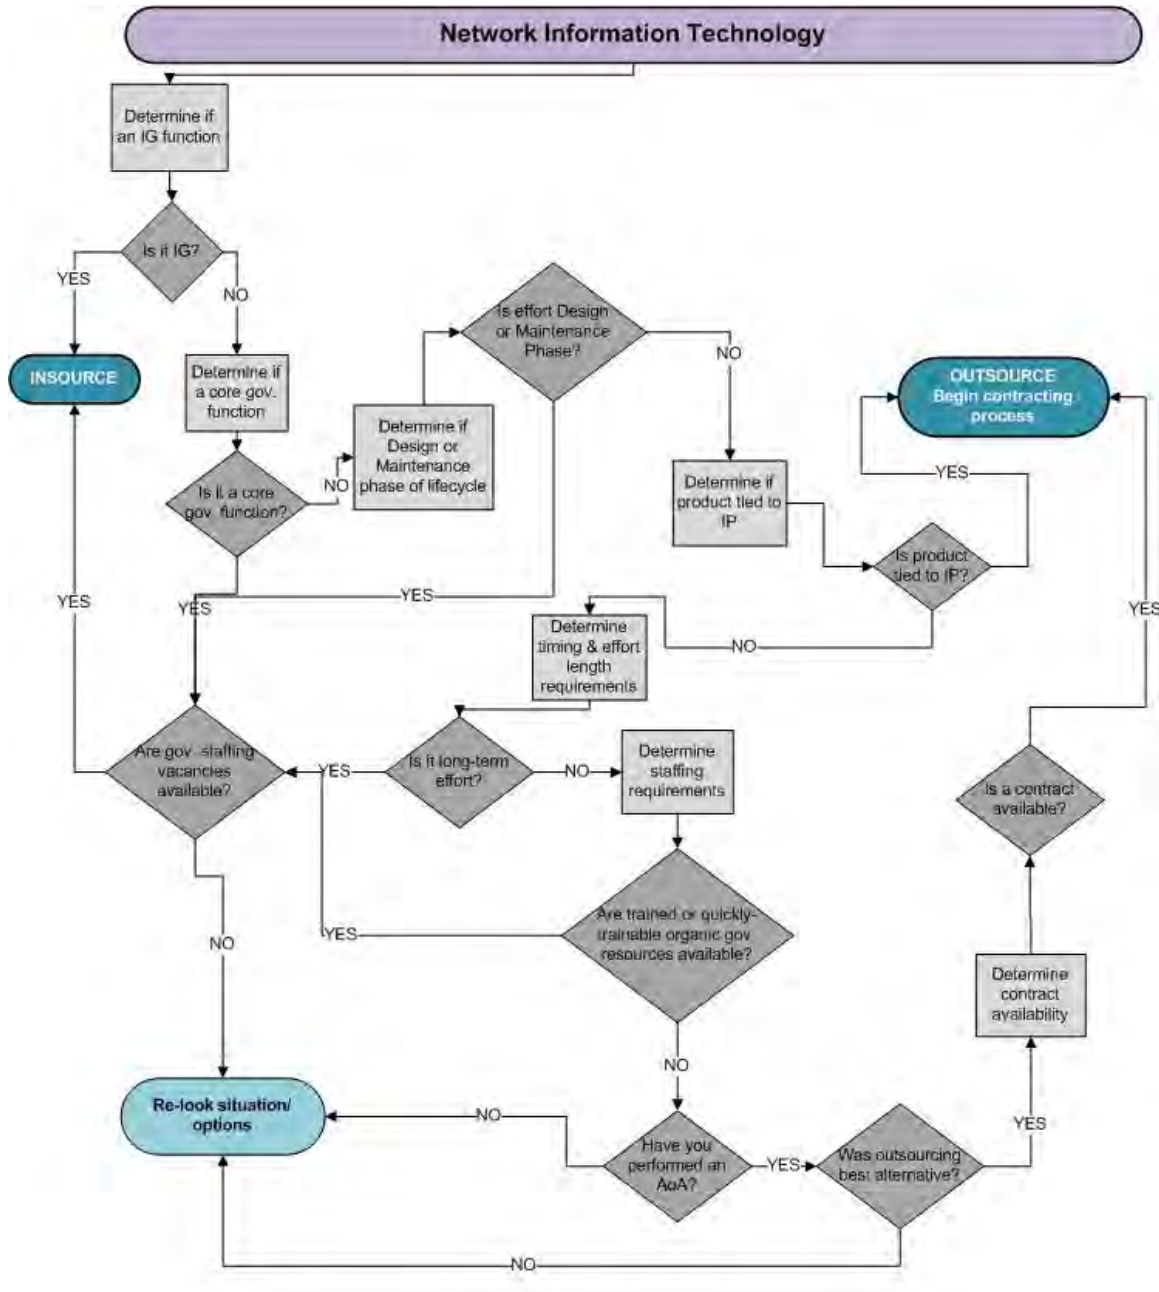 Network Information Technology
Determine if
an IG function
Is it IG?
YES
NO
INSOURCE
Determine if
a core gov.
function
Is it a core
gov. function?
NO
Determine if
Design or
Maintenance
phase of lifecycle
Is effort Design
or Maintenance
Phase?
NO
OUTSOURCE
Begin contracting
process
YES
Determine if
product tied to
IP
Is product
tied to IP?
YES
YES
YES
YES
NO
Determine
timing & effort
length
requirements
Are gov. staffing
vacancies
available?
YES
Is it long-term
effort?
NO
Determine
staffing
requirements
Is a contract
available?
Are trained or quickly-
trainable organic gov
resources available?
YES
NO
Determine
contract
availability
NO
Re-look situation/
options
NO
Have you
performed an
AoA?
YES
Was outsourcing
best alternative?
YES
NO